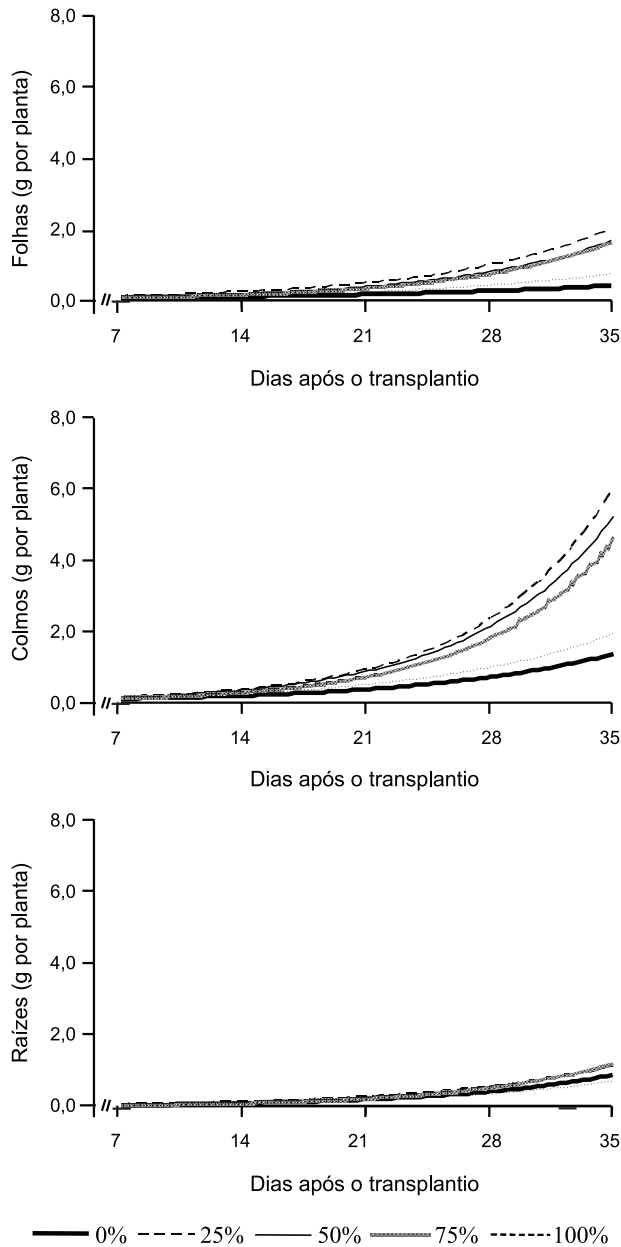 Folhas (g por planta)
8,0
6,0
4,0
2,0
0,0
7 14 21 28 35
Dias após o transplantio
Colmos (g por planta)
8,0
6,0
4,0
2,0
0,0
7 14 21 28 35
Dias após o transplantio
Raízes (g por planta)
8,0
6,0
4,0
2,0
0,0
7 14 21 28 35
Dias após o transplantio
0% 25% 50% 75% 100%